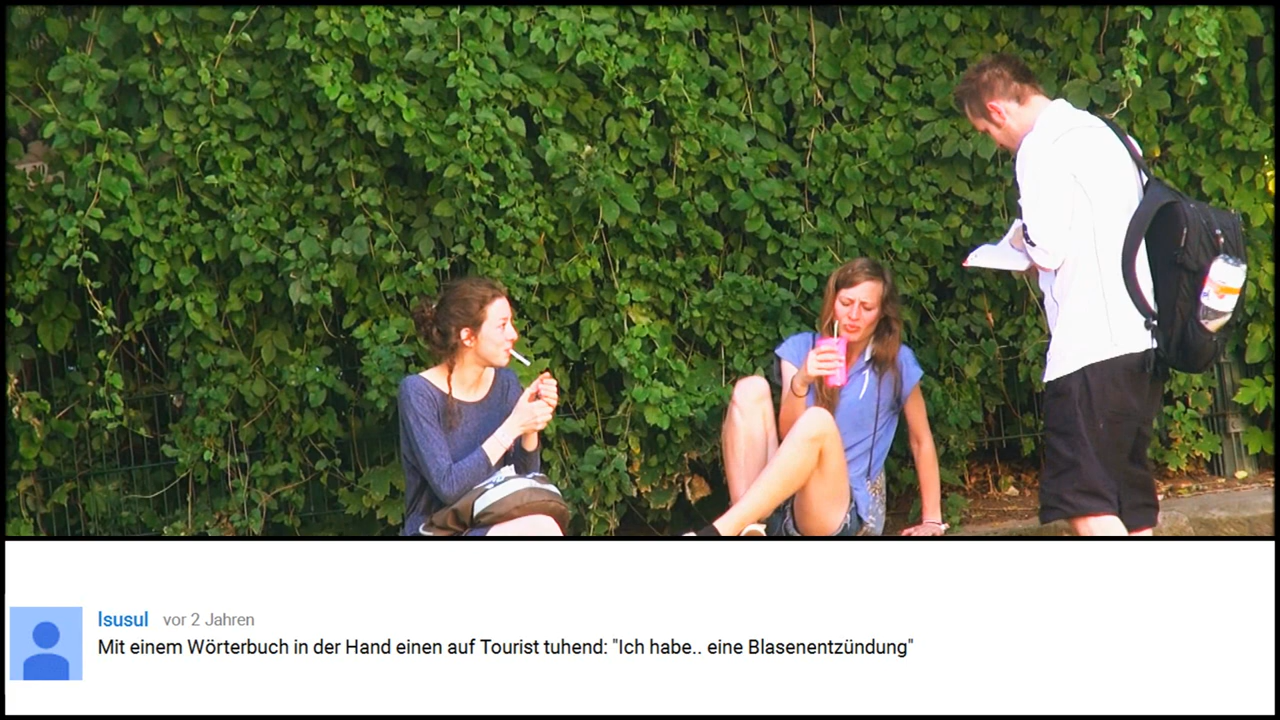 Isusul vor 2 Jahren
Mit einem Wörterbuch in der Hand einen auf Tourist tuhend: "Ich habe.. eine Blasenentzündung"